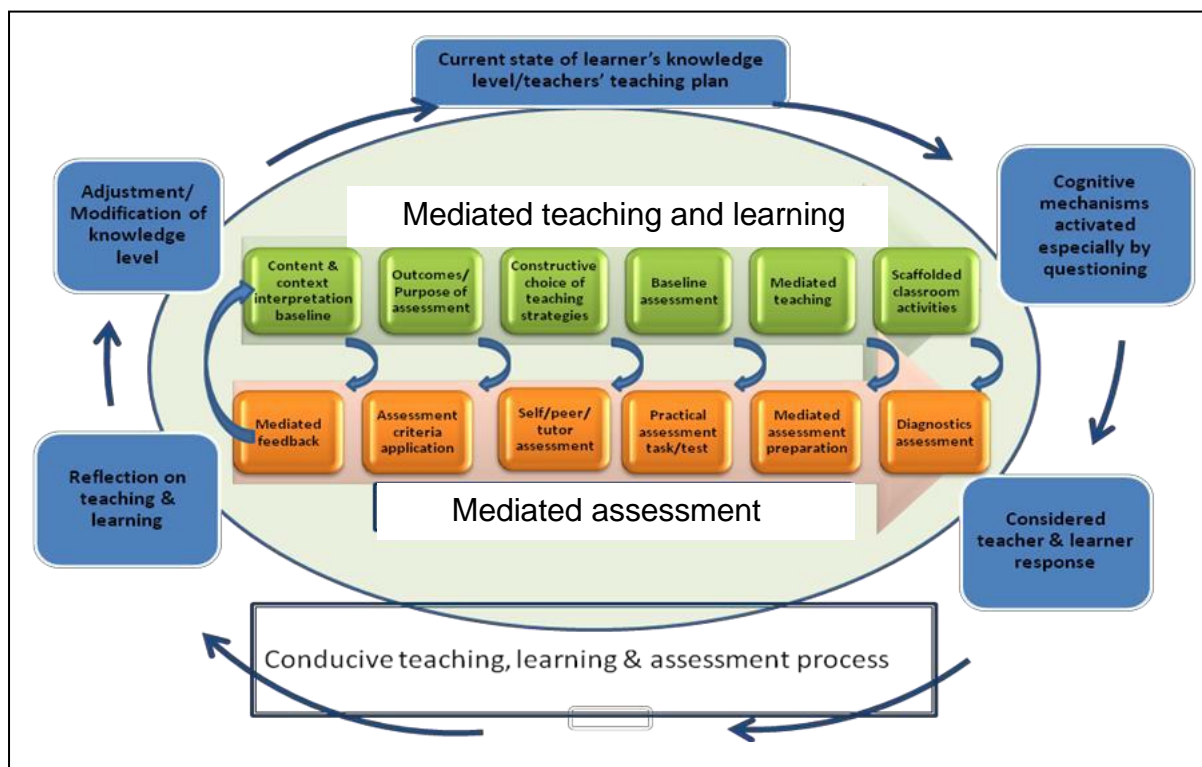 Current state of learner's knowledge
level/teachers' teaching plan
Adjustment/
Modification of
knowledge
level
Cognitive
mechanisms
activated
especially by
questioning
Mediated teaching and learning
Content &
context
interpretation
baseline
Outcomes/
Purpose of
assessment
Constructive
choice of
teaching
strategies
Baseline
assessment
Mediated
teaching
Scaffolded
classroom
activities
Mediated
feedback
Assessment
criteria
application
Self/peer/
tutor
assessment
Practical
assessment
task/test
Mediated
assessment
preparation
Diagnostics
assessment
Reflection on
teaching &
learning
Mediated assessment
Considered
teacher & learner
response
Conducive teaching, learning & assessment process